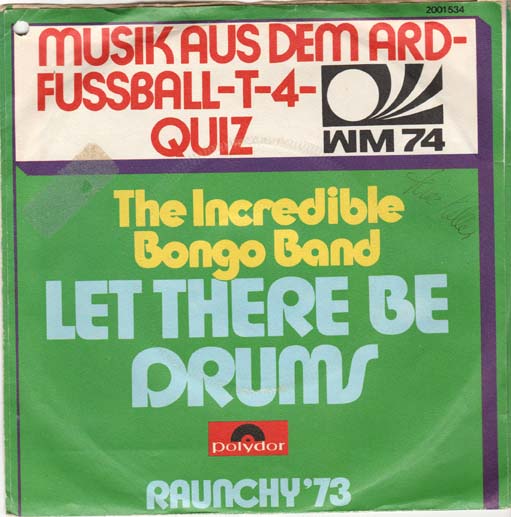 2001 534
MUSIK AUS DEM ARD-
FUSSBALL-T-4-
QUIZ
WM 74
The Incredible
Bongo Band
LET THERE BE
DRUMS
polydor
RAUNCHY '73